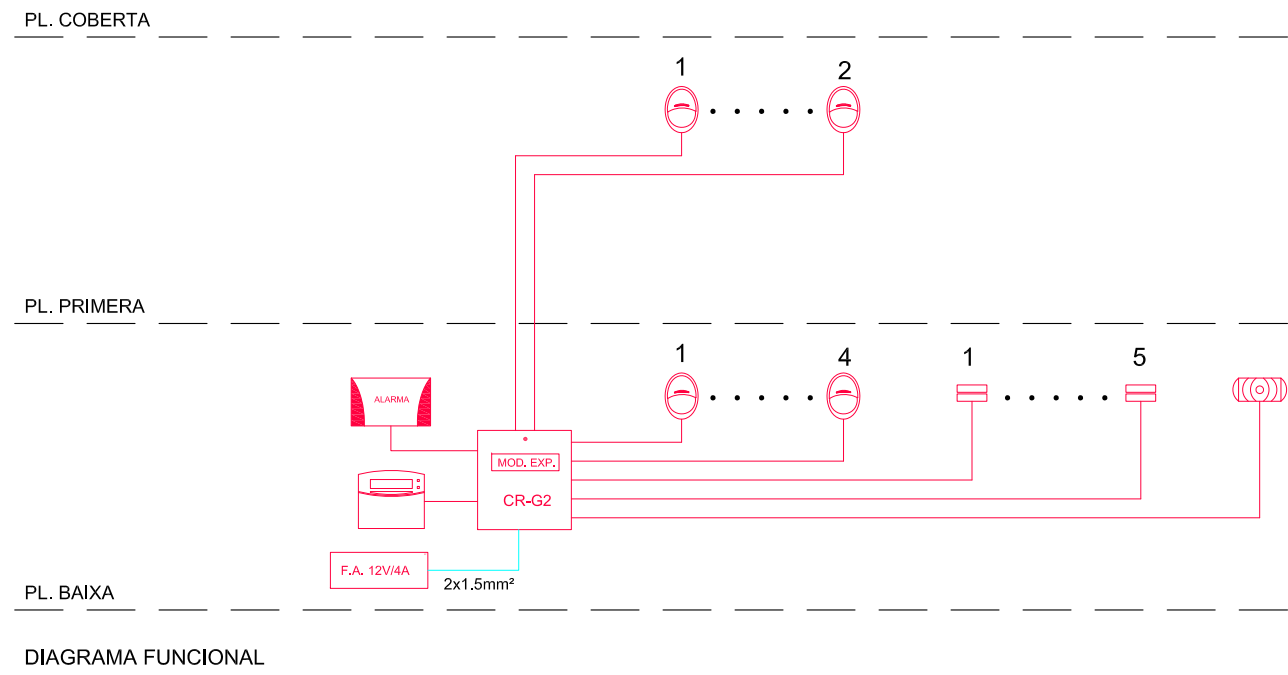 PL. COBERTA
1
2
PL. PRIMERA
1
4
1
5
ALARMA
MOD. EXP.
CR-G2
F.A. 12V/4A
2x1.5mm²
PL. BAIXA
DIAGRAMA FUNCIONAL